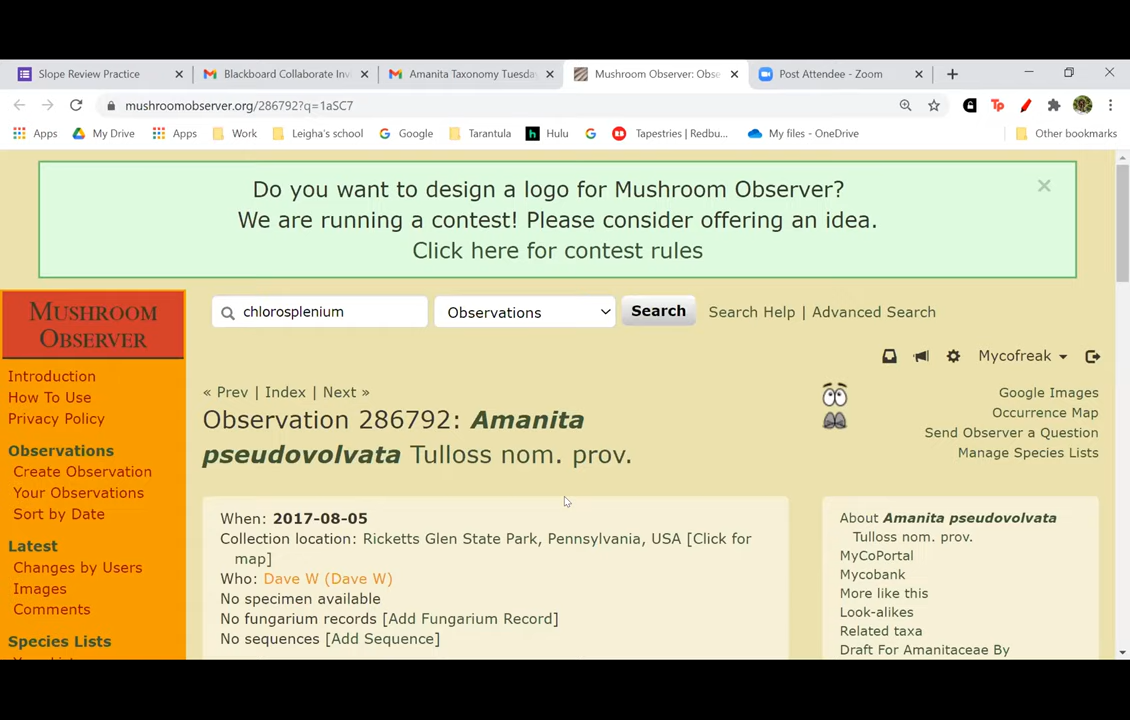 Slope Review Practice
Blackboard Collaborate Inv
Amanita Taxonomy Tuesda
Mushroom Observer: Obse
Post Attendee - Zoom
mushroomobserver.org/286792?q=1aSC7
Apps
My Drive
Apps
Work
Leigha's school
Google
Tarantula
Hulu
Tapestries | Redbu...
My files - OneDrive
Other bookmarks
Do you want to design a logo for Mushroom Observer?
We are running a contest! Please consider offering an idea.
Click here for contest rules
MUSHROOM
OBSERVER
chlorosplenium
Observations
Search
Search Help | Advanced Search
Mycofreak
Introduction
How To Use
Privacy Policy
Observations
Create Observation
Your Observations
Sort by Date
Latest
Changes by Users
Images
Comments
Species Lists
« Prev | Index | Next »
Observation 286792: Amanita
pseudovolvata Tulloss nom. prov.
Google Images
Occurrence Map
Send Observer a Question
Manage Species Lists
When: 2017-08-05
Collection location: Ricketts Glen State Park, Pennsylvania, USA [Click for
map]
Who: Dave W (Dave W)
No specimen available
No fungarium records [Add Fungarium Record]
No sequences [Add Sequence]
About Amanita pseudovolvata
Tulloss nom. prov.
MyCoPortal
Mycobank
More like this
Look-alikes
Related taxa
Draft For Amanitaceae By